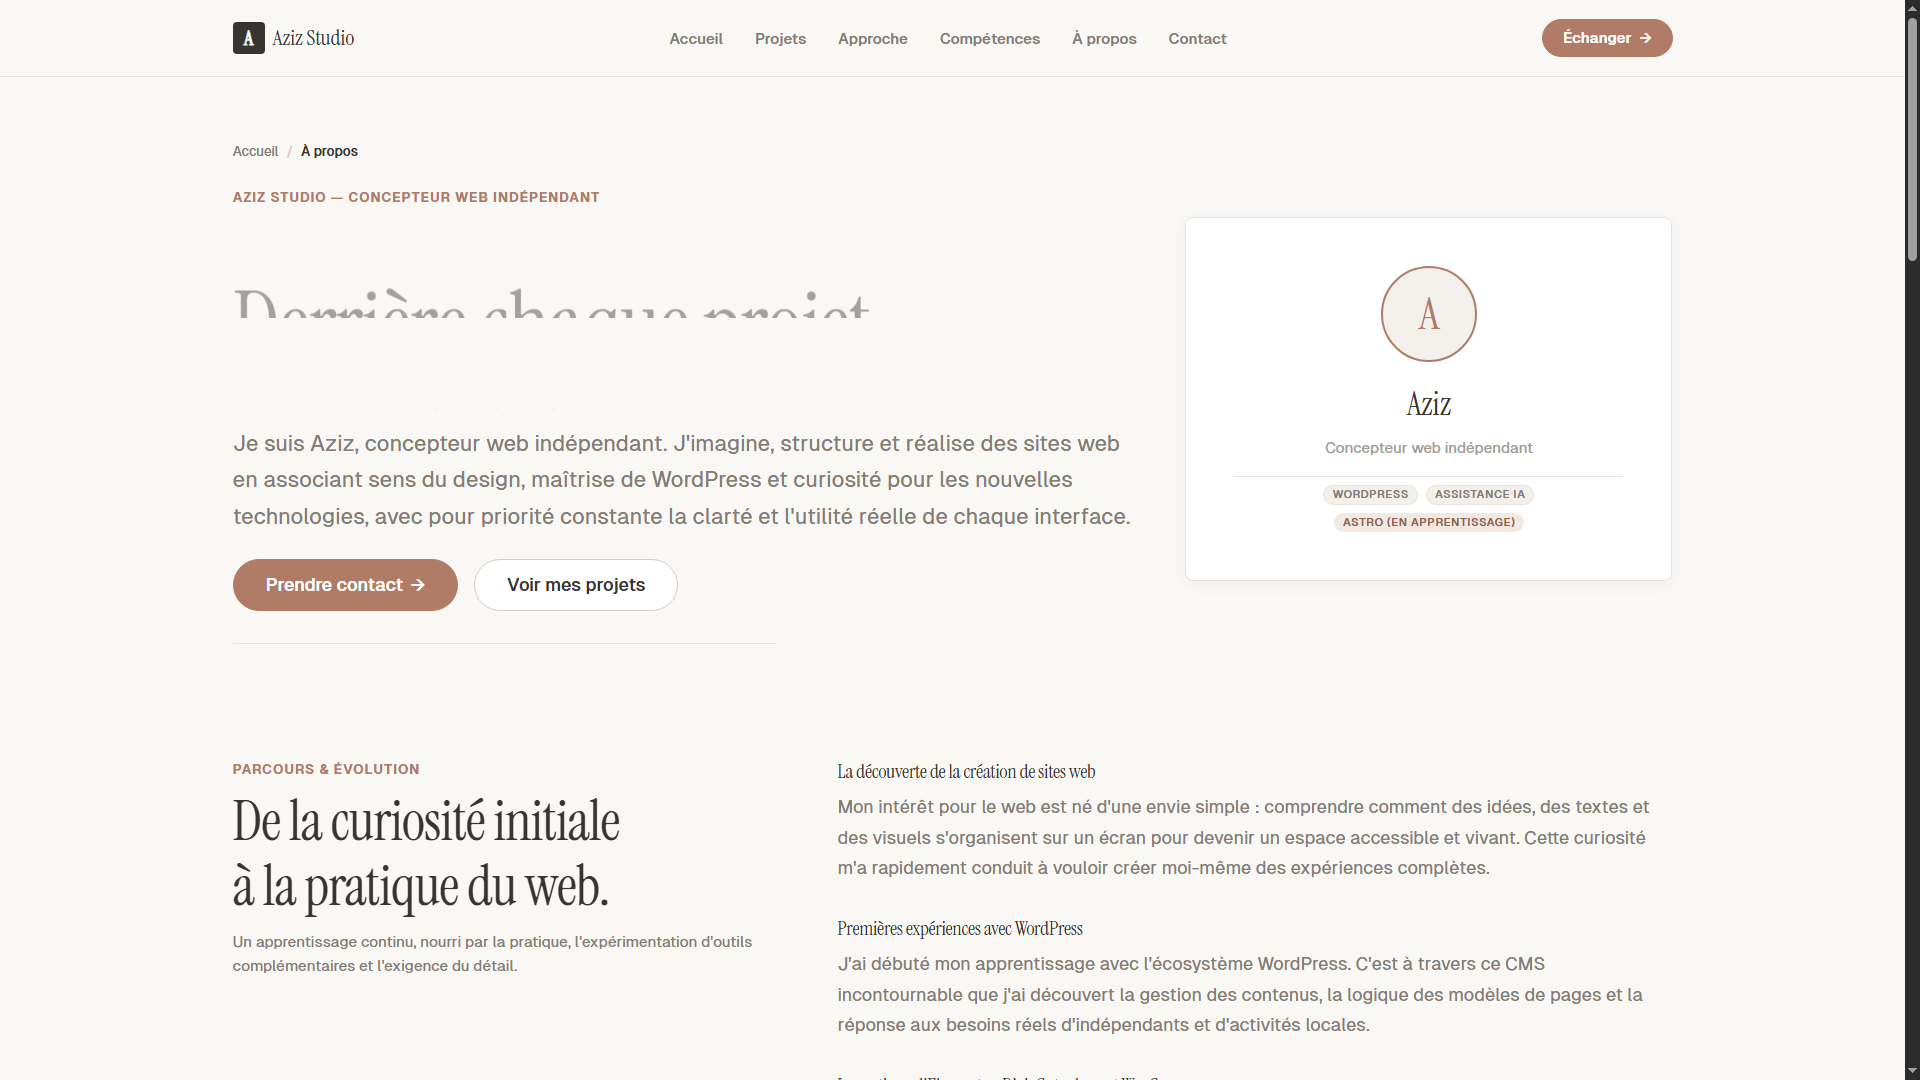 A Aziz Studio
Accueil Projets Approche Compétences À propos Contact
Échanger →
Accueil / À propos
AZIZ STUDIO — CONCEPTEUR WEB INDÉPENDANT
Derrière chaque projet
Je suis Aziz, concepteur web indépendant. J'imagine, structure et réalise des sites web
en associant sens du design, maîtrise de WordPress et curiosité pour les nouvelles
technologies, avec pour priorité constante la clarté et l'utilité réelle de chaque interface.
Prendre contact →
Voir mes projets
A
Aziz
Concepteur web indépendant
WORDPRESS
ASSISTANCE IA
ASTRO (EN APPRENTISSAGE)
PARCOURS & ÉVOLUTION
De la curiosité initiale
à la pratique du web.
Un apprentissage continu, nourri par la pratique, l'expérimentation d'outils
complémentaires et l'exigence du détail.
La découverte de la création de sites web
Mon intérêt pour le web est né d'une envie simple : comprendre comment des idées, des textes et
des visuels s'organisent sur un écran pour devenir un espace accessible et vivant. Cette curiosité
m'a rapidement conduit à vouloir créer moi-même des expériences complètes.
Premières expériences avec WordPress
J'ai débuté mon apprentissage avec l'écosystème WordPress. C'est à travers ce CMS
incontournable que j'ai découvert la gestion des contenus, la logique des modèles de pages et la
réponse aux besoins réels d'indépendants et d'activités locales.